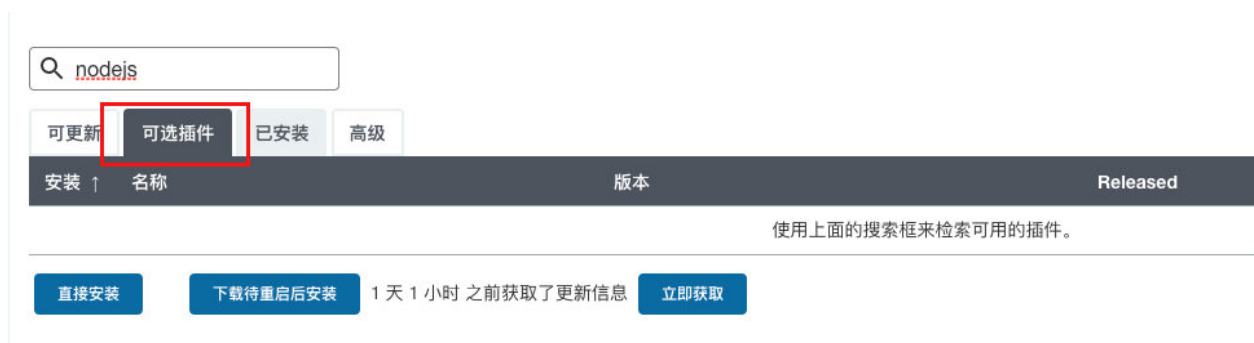 nodejs
可更新 可选插件 已安装 高级
安装 ↑ 名称 版本 Released
使用上面的搜索框来检索可用的插件。
直接安装 下载待重启后安装 1 天 1 小时 之前获取了更新信息 立即获取